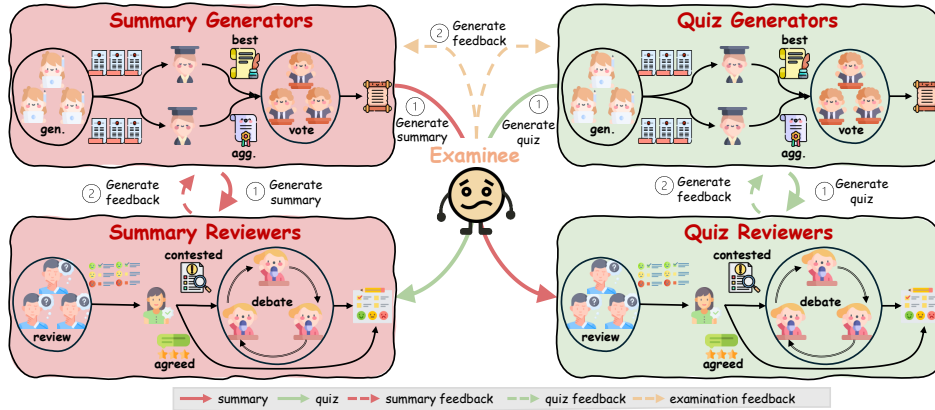 Summary Generators
best
gen.
vote
agg.
② Generate
feedback
①
Generate
summary
①
Generate
quiz
Examinee
Quiz Generators
best
gen.
vote
agg.
② Generate
feedback
① Generate
summary
② Generate
feedback
① Generate
quiz
Summary Reviewers
contested
debate
review
agreed
Quiz Reviewers
contested
debate
review
agreed
summary
quiz
summary feedback
quiz feedback
examination feedback